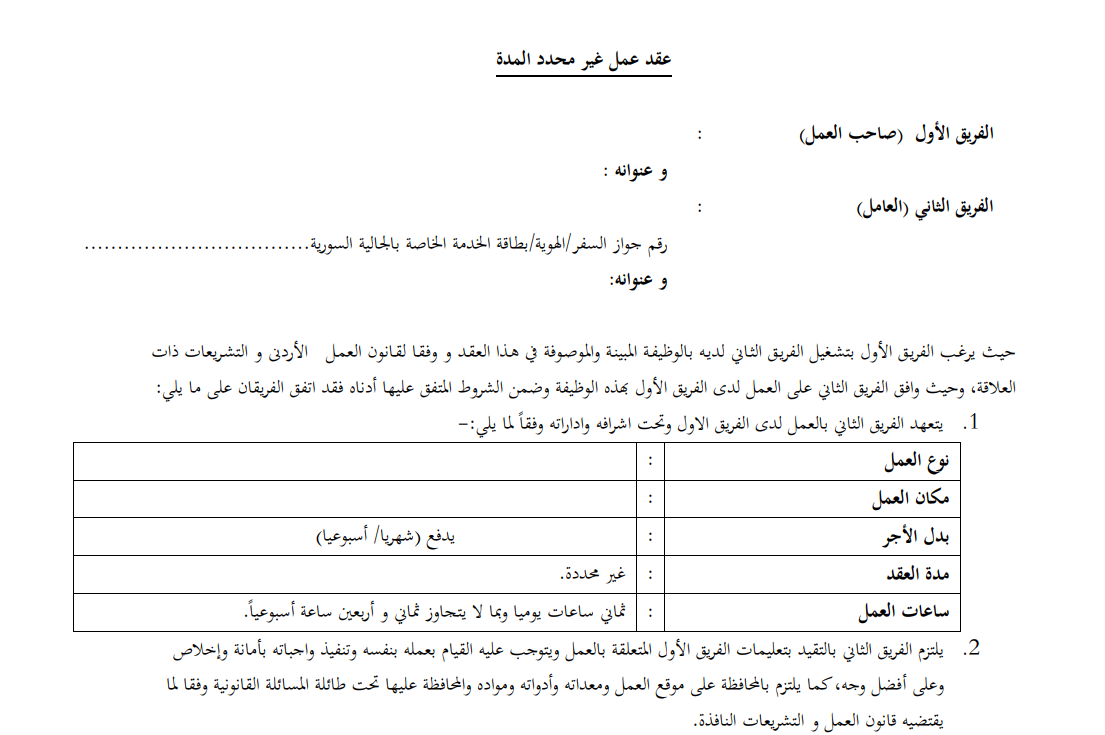 عقد عمل غير محدد المدة
الفريق الأول (صاحب العمل) :
و عنوانه :
الفريق الثاني (العامل) :
رقم جواز السفر/الهوية/بطاقة الخدمة الخاصة بالجالية السورية..................................
و عنوانه:
حيث يرغب الفريق الأول بتشغيل الفريق الثاني لديه بالوظيفة المبينة والموصوفة في هذا العقد و وفقا لقانون العمل الأردنى و التشريعات ذات
العلاقة، وحيث وافق الفريق الثاني على العمل لدى الفريق الأول بهذه الوظيفة وضمن الشروط المتفق عليها أدناه فقد اتفق الفريقان على ما يلي:
1. يتعهد الفريق الثاني بالعمل لدى الفريق الاول وتحت اشرافه واداراته وفقاً لما يلي:-
نوع العمل :
مكان العمل :
بدل الأجر : يدفع (شهريا/ أسبوعيا)
مدة العقد : غير محددة.
ساعات العمل : ثماني ساعات يوميا وبما لا يتجاوز ثماني و أربعين ساعة أسبوعياً.
2. يلتزم الفريق الثاني بالتقيد بتعليمات الفريق الأول المتعلقة بالعمل ويتوجب عليه القيام بعمله بنفسه وتنفيذ واجباته بأمانة وإخلاص
وعلى أفضل وجه، كما يلتزم بالمحافظة على موقع العمل ومعداته وأدواته ومواده والمحافظة عليها تحت طائلة المسائلة القانونية وفقا لما
يقتضيه قانون العمل و التشريعات النافذة.